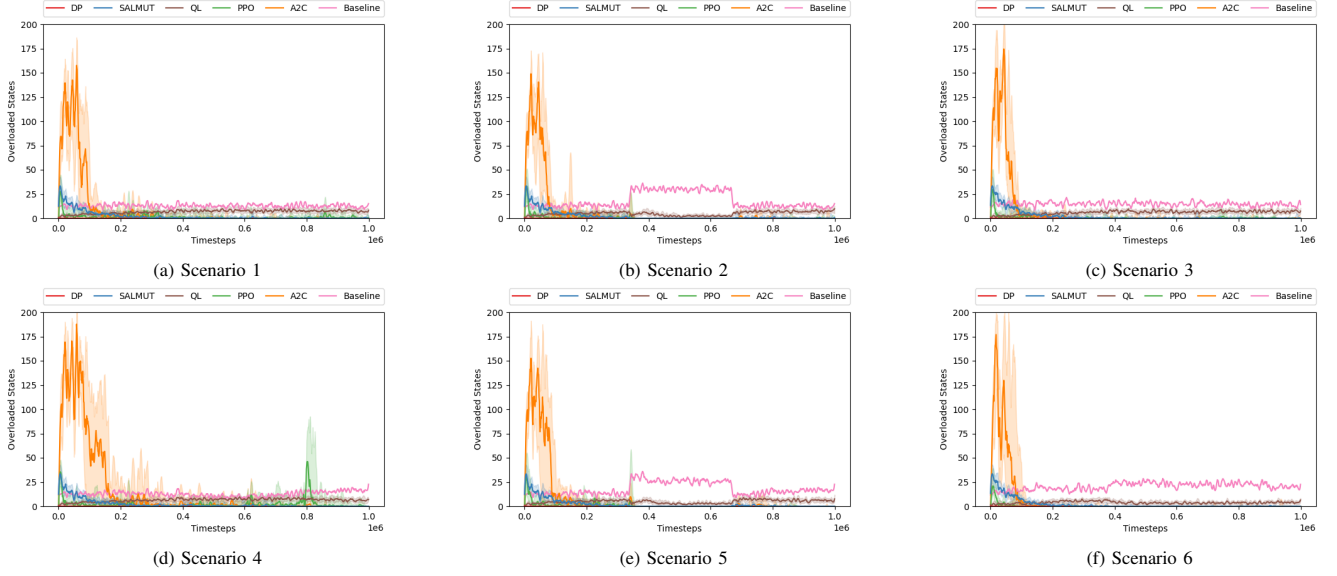 DP SALMUT QL PPO A2C Baseline
200
175
150
125
100
75
50
25
0
Overloaded States
0.0 0.2 0.4 0.6 0.8 1.0
1e6
Timesteps
(a) Scenario 1
DP SALMUT QL PPO A2C Baseline
200
175
150
125
100
75
50
25
0
Overloaded States
0.0 0.2 0.4 0.6 0.8 1.0
1e6
Timesteps
(b) Scenario 2
DP SALMUT QL PPO A2C Baseline
200
175
150
125
100
75
50
25
0
Overloaded States
0.0 0.2 0.4 0.6 0.8 1.0
1e6
Timesteps
(c) Scenario 3
DP SALMUT QL PPO A2C Baseline
200
175
150
125
100
75
50
25
0
Overloaded States
0.0 0.2 0.4 0.6 0.8 1.0
1e6
Timesteps
(d) Scenario 4
DP SALMUT QL PPO A2C Baseline
200
175
150
125
100
75
50
25
0
Overloaded States
0.0 0.2 0.4 0.6 0.8 1.0
1e6
Timesteps
(e) Scenario 5
DP SALMUT QL PPO A2C Baseline
200
175
150
125
100
75
50
25
0
Overloaded States
0.0 0.2 0.4 0.6 0.8 1.0
1e6
Timesteps
(f) Scenario 6